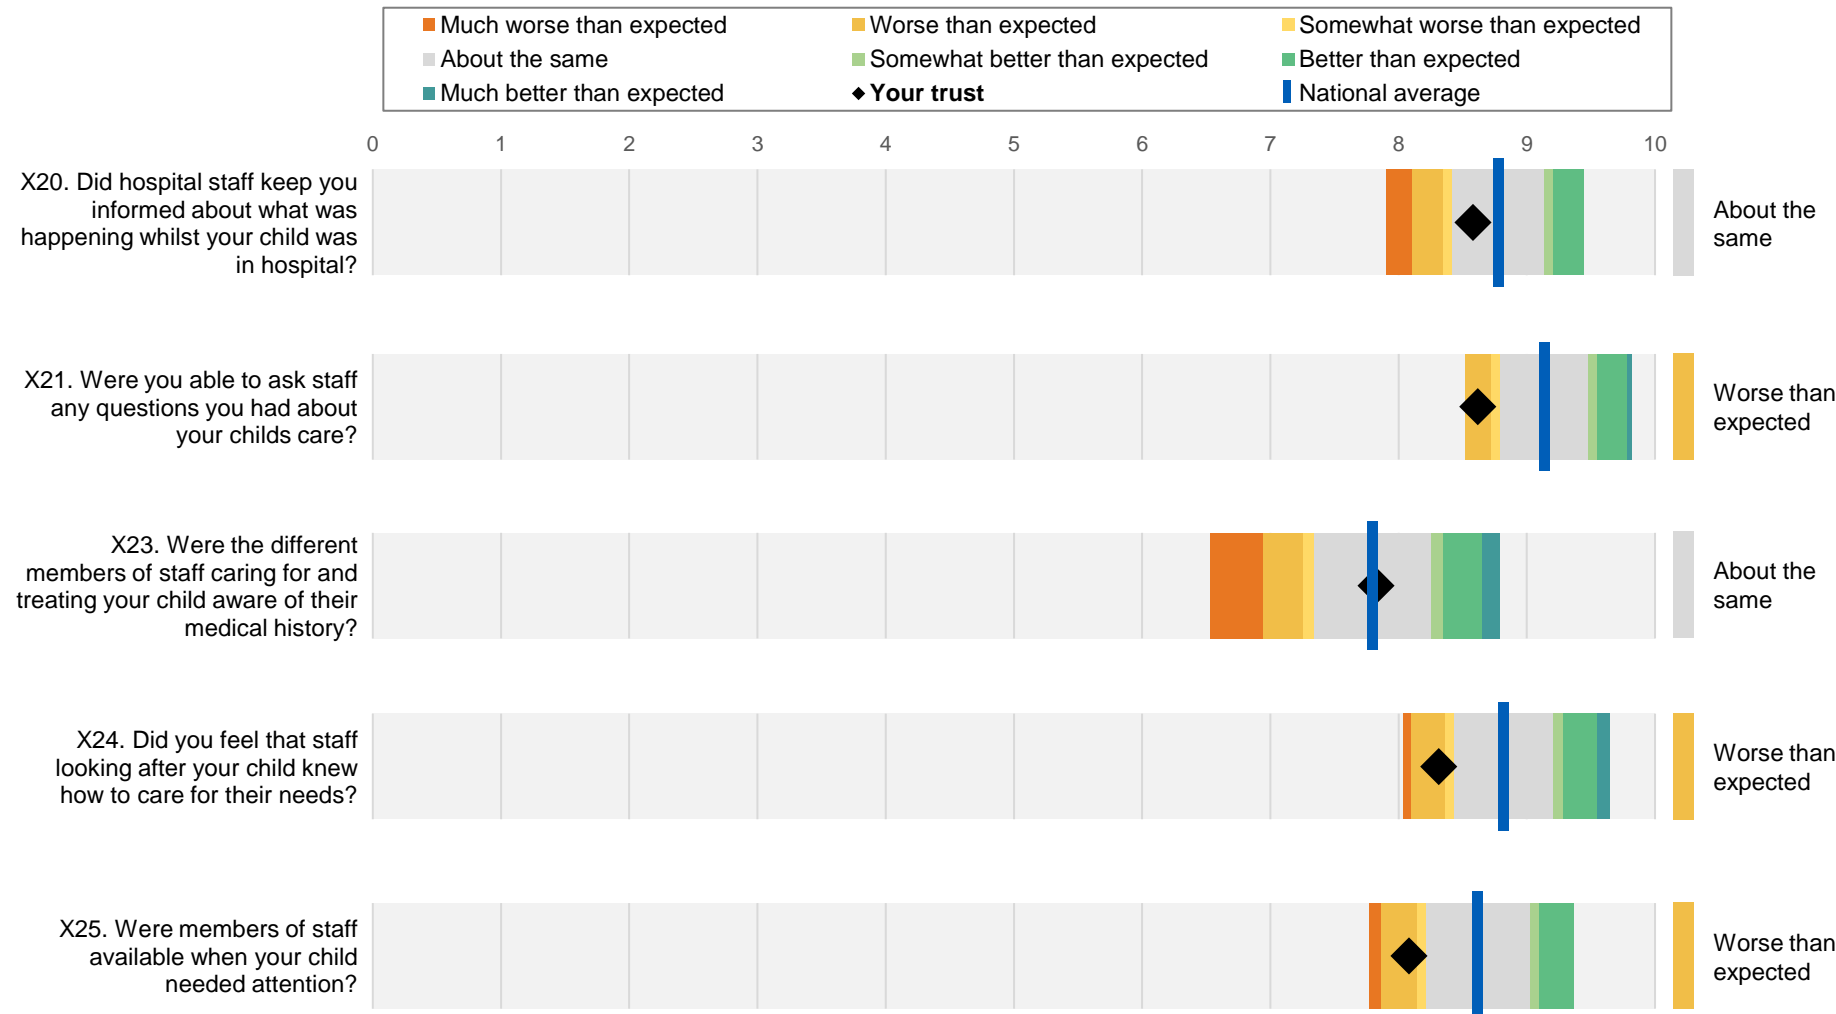 Much worse than expected
Worse than expected
Somewhat worse than expected
About the same
Somewhat better than expected
Better than expected
Much better than expected
Your trust
National average
0 1 2 3 4 5 6 7 8 9 10
X20. Did hospital staff keep you
informed about what was
happening whilst your child was
in hospital?
About the
same
X21. Were you able to ask staff
any questions you had about
your childs care?
Worse than
expected
X23. Were the different
members of staff caring for and
treating your child aware of their
medical history?
About the
same
X24. Did you feel that staff
looking after your child knew
how to care for their needs?
Worse than
expected
X25. Were members of staff
available when your child
needed attention?
Worse than
expected